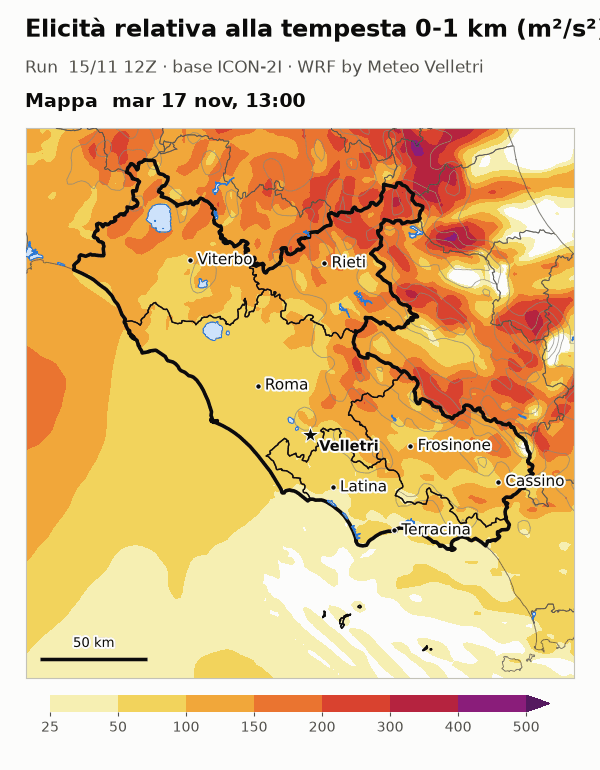 Elicità relativa alla tempesta 0-1 km (m²/s²)
Run  15/11 12Z · base ICON-2I · WRF by Meteo Velletri
Mappa  mar 17 nov, 13:00
Viterbo
Rieti
Roma
Velletri
Frosinone
Latina
Cassino
Terracina
50 km
25 50 100 150 200 300 400 500